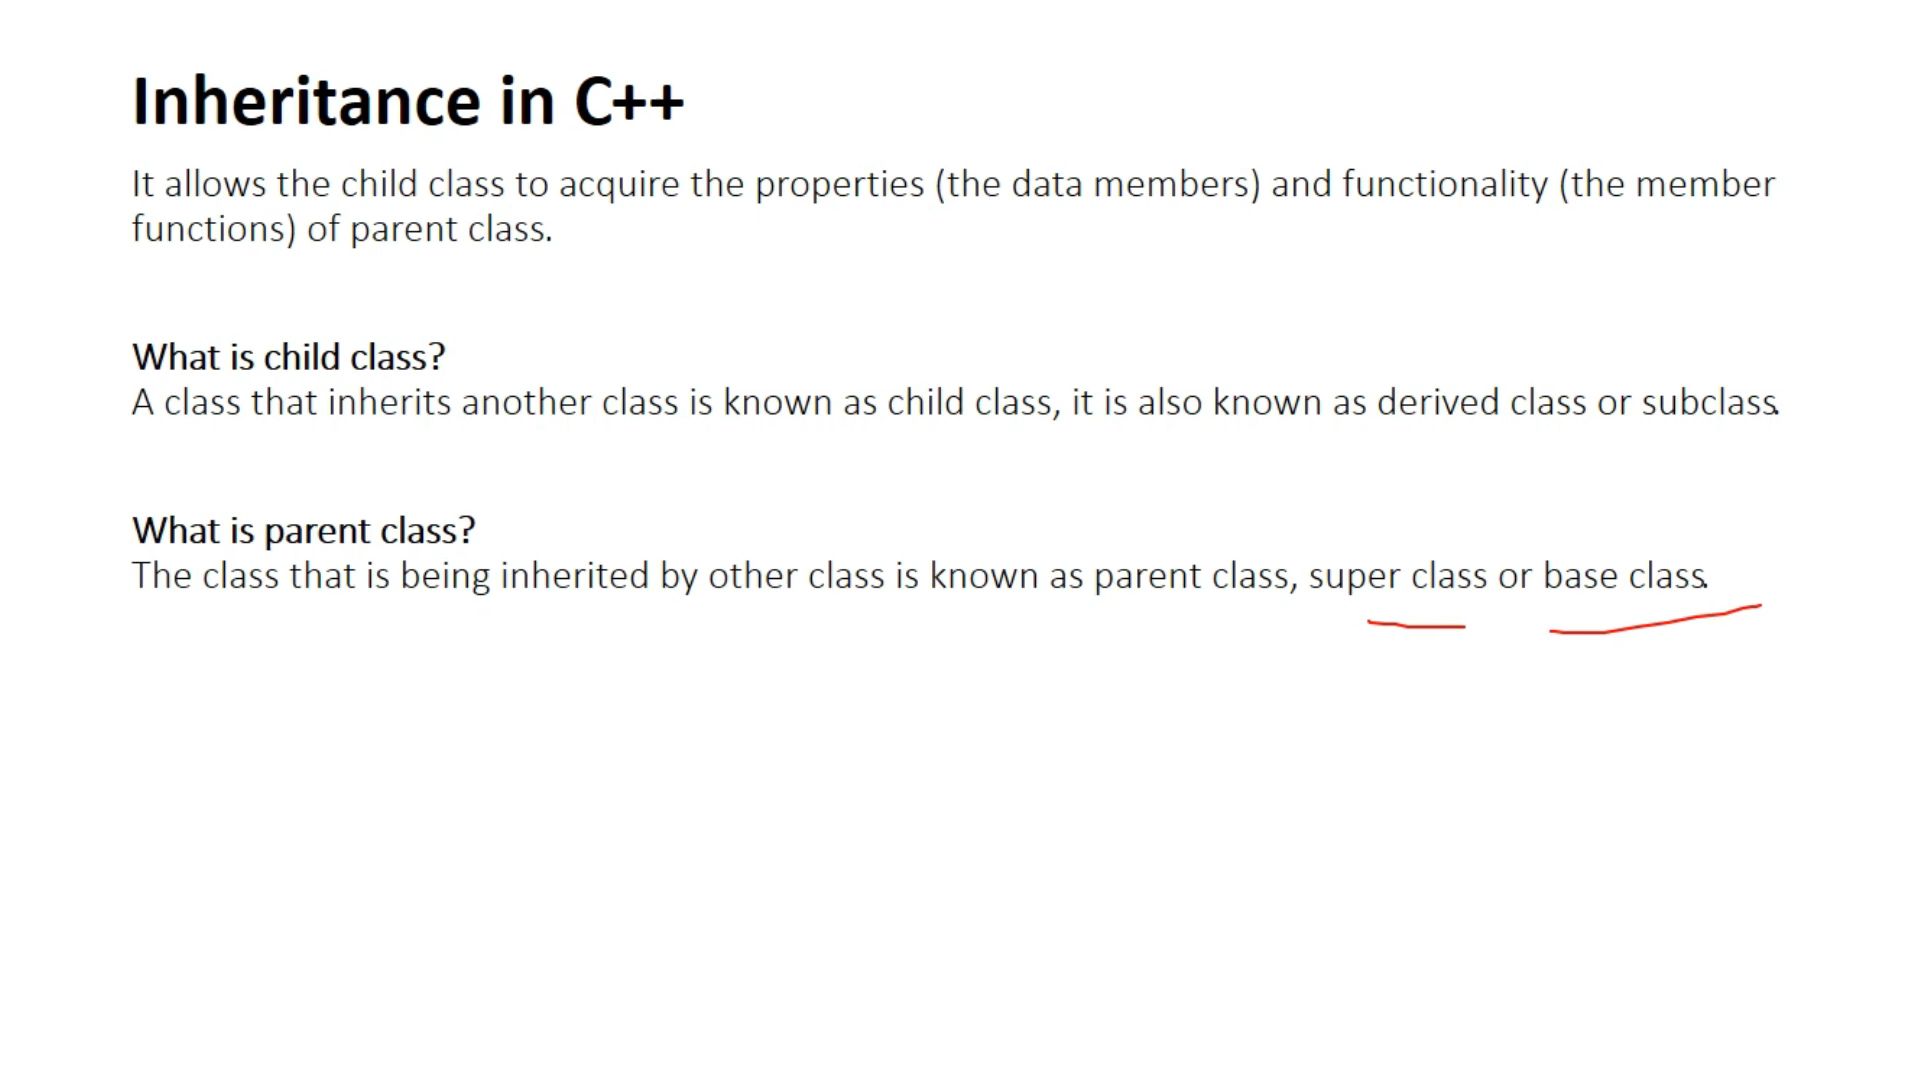 Inheritance in C++
It allows the child class to acquire the properties (the data members) and functionality (the member
functions) of parent class.
What is child class?
A class that inherits another class is known as child class, it is also known as derived class or subclass.
What is parent class?
The class that is being inherited by other class is known as parent class, super class or base class.